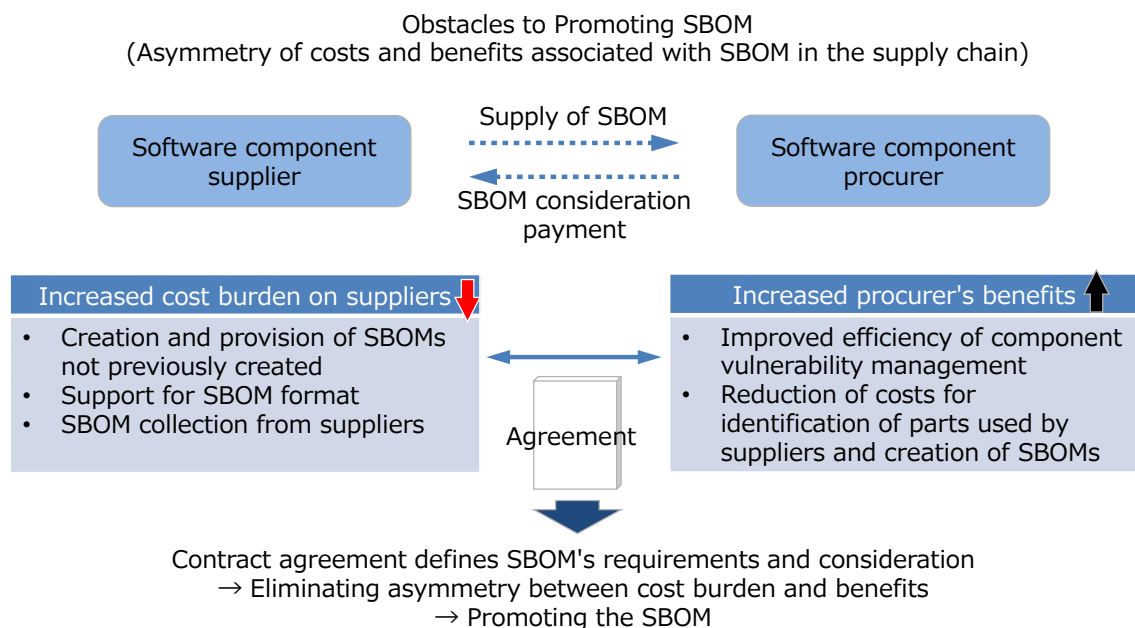 Obstacles to Promoting SBOM
(Asymmetry of costs and benefits associated with SBOM in the supply chain)
Software component
supplier
Supply of SBOM
SBOM consideration
payment
Software component
procurer
Increased cost burden on suppliers
• Creation and provision of SBOMs
not previously created
• Support for SBOM format
• SBOM collection from suppliers
Agreement
Increased procurer's benefits
• Improved efficiency of component
vulnerability management
• Reduction of costs for
identification of parts used by
suppliers and creation of SBOMs
Contract agreement defines SBOM's requirements and consideration
→ Eliminating asymmetry between cost burden and benefits
→ Promoting the SBOM